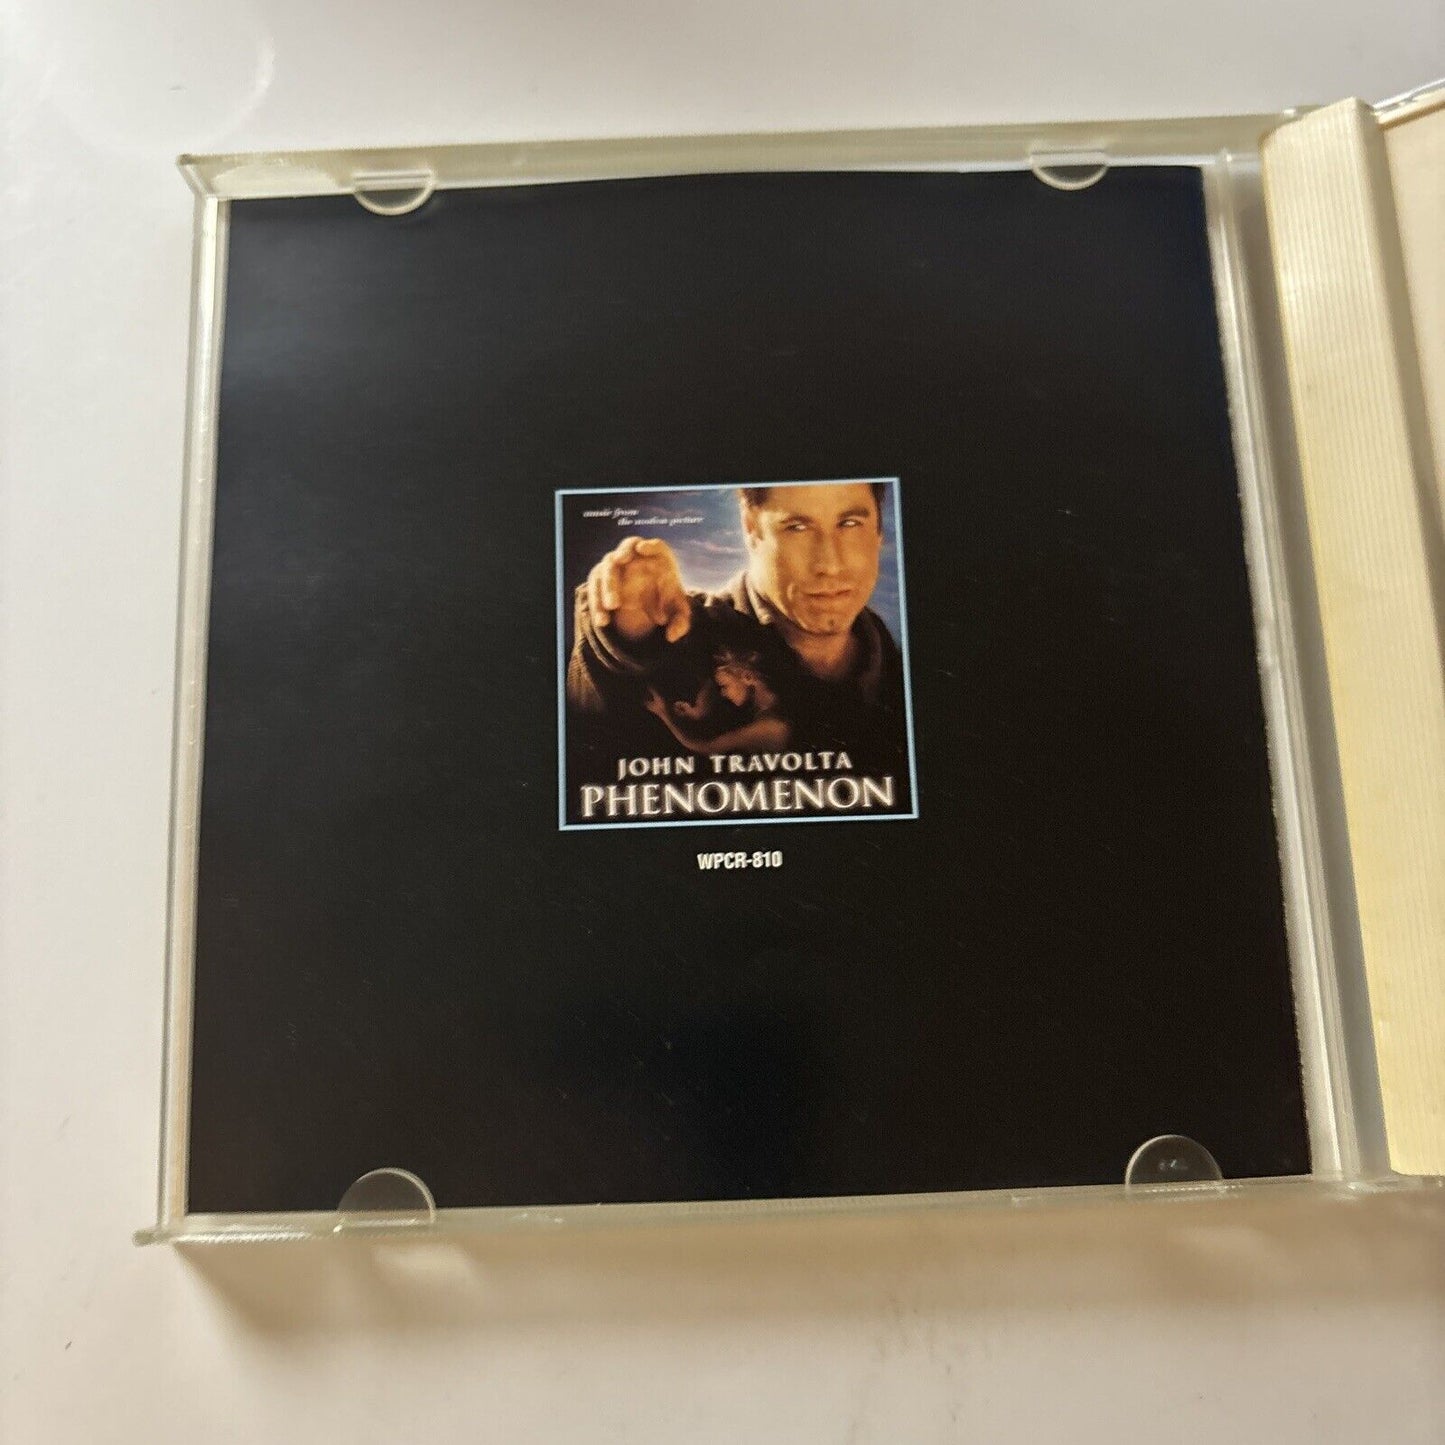 music from
the motion picture
JOHN TRAVOLTA
PHENOMENON
WPCR-810